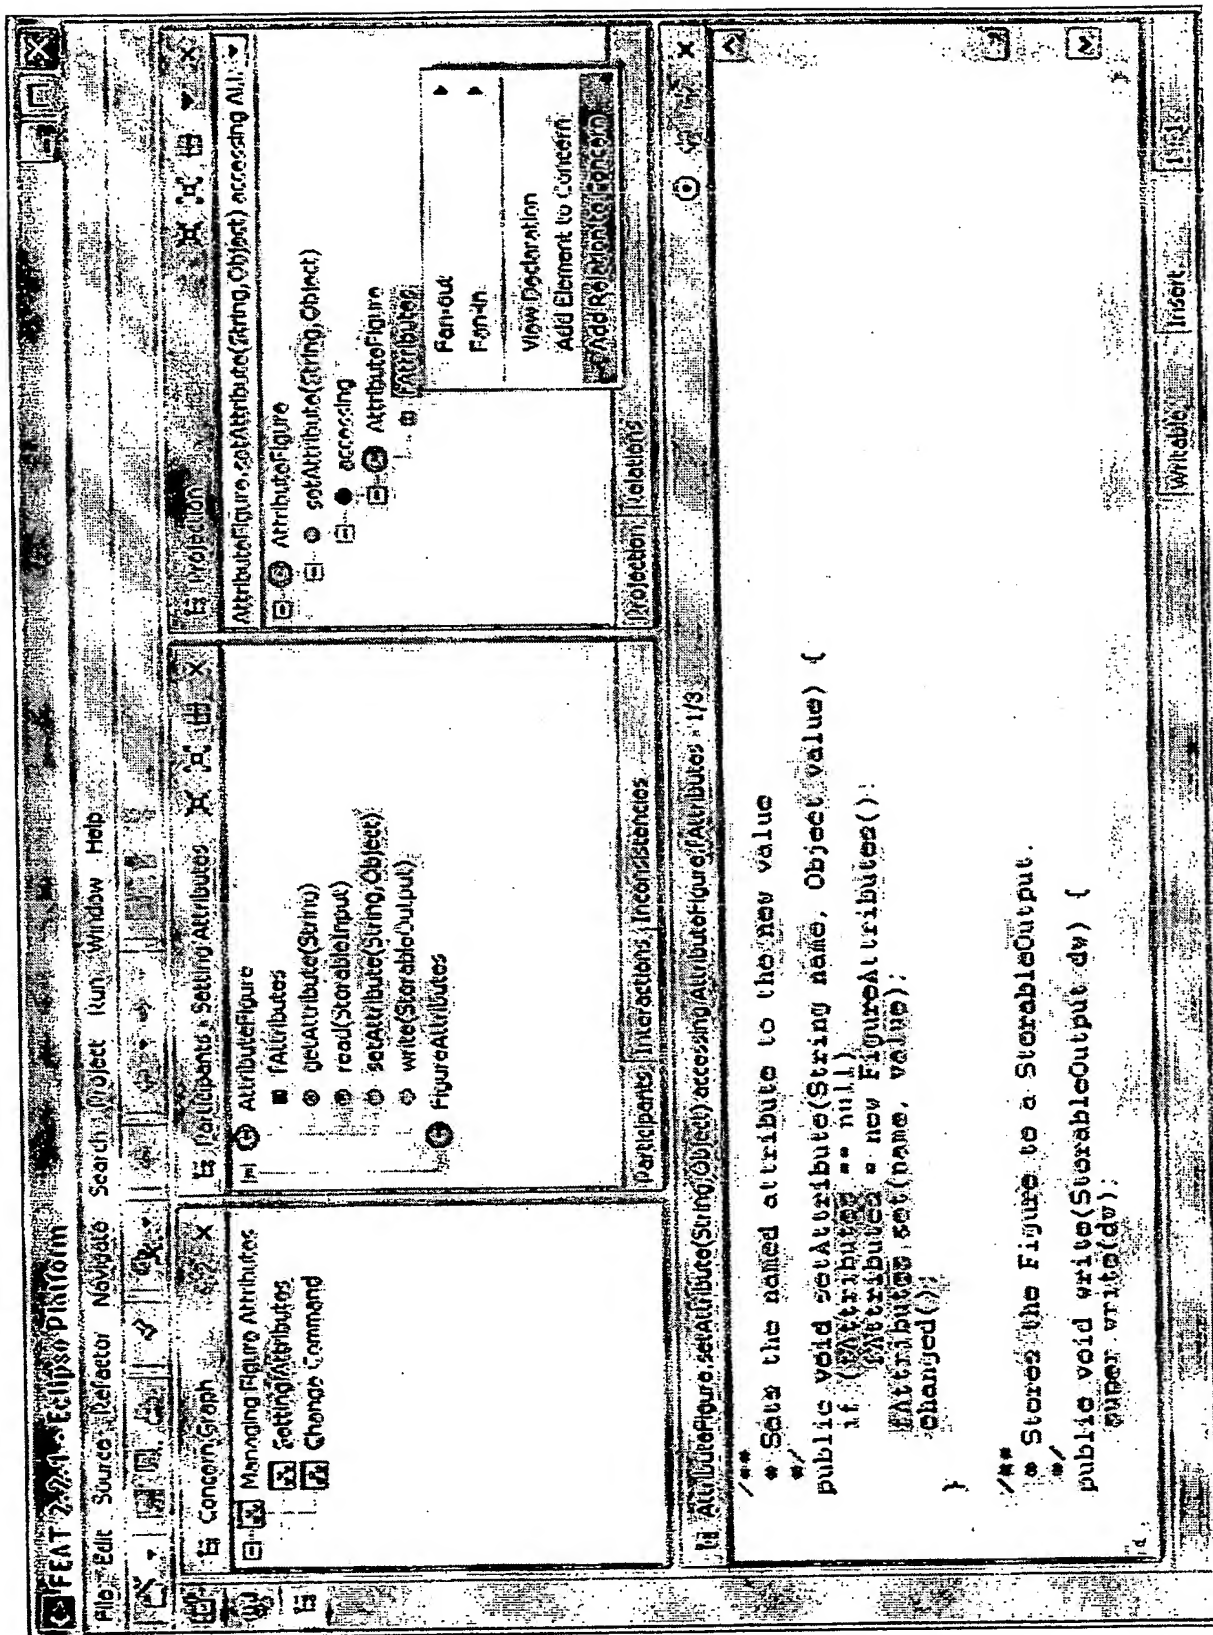 FEAT 2.2.1 - Eclipse Platform
File Edit Source Refactor Navigate Search Project Run Window Help
Concern Graph
Managing Figure Attributes
Setting Attributes
Change Command
Participants - Setting Attributes
AttributeFigure
fAttributes
getAttribute(String)
read(StorableInput)
setAttribute(String,Object)
write(StorableOutput)
FigureAttributes
Participants Interactions Inconsistencies
Projection
AttributeFigure.setAttribute(String,Object) accessing
AttributeFigure
setAttribute(String,Object)
accessing
AttributeFigure
fAttributes
Fan-out
Fan-in
View Declaration
Add Element to Concern
Add Relation to Concern
Projection Relations
AttributeFigure.setAttribute(String,Object) accessing AttributeFigure.fAttributes - 1/3
/**
* Sets the named attribute to the new value
*/
public void setAttribute(String name, Object value) {
if (fAttributes == null)
fAttributes = new FigureAttributes();
fAttributes.set(name, value);
changed();
}
/**
* Stores the Figure to a StorableOutput.
*/
public void write(StorableOutput dw) {
super.write(dw);
Writable Insert 1:1